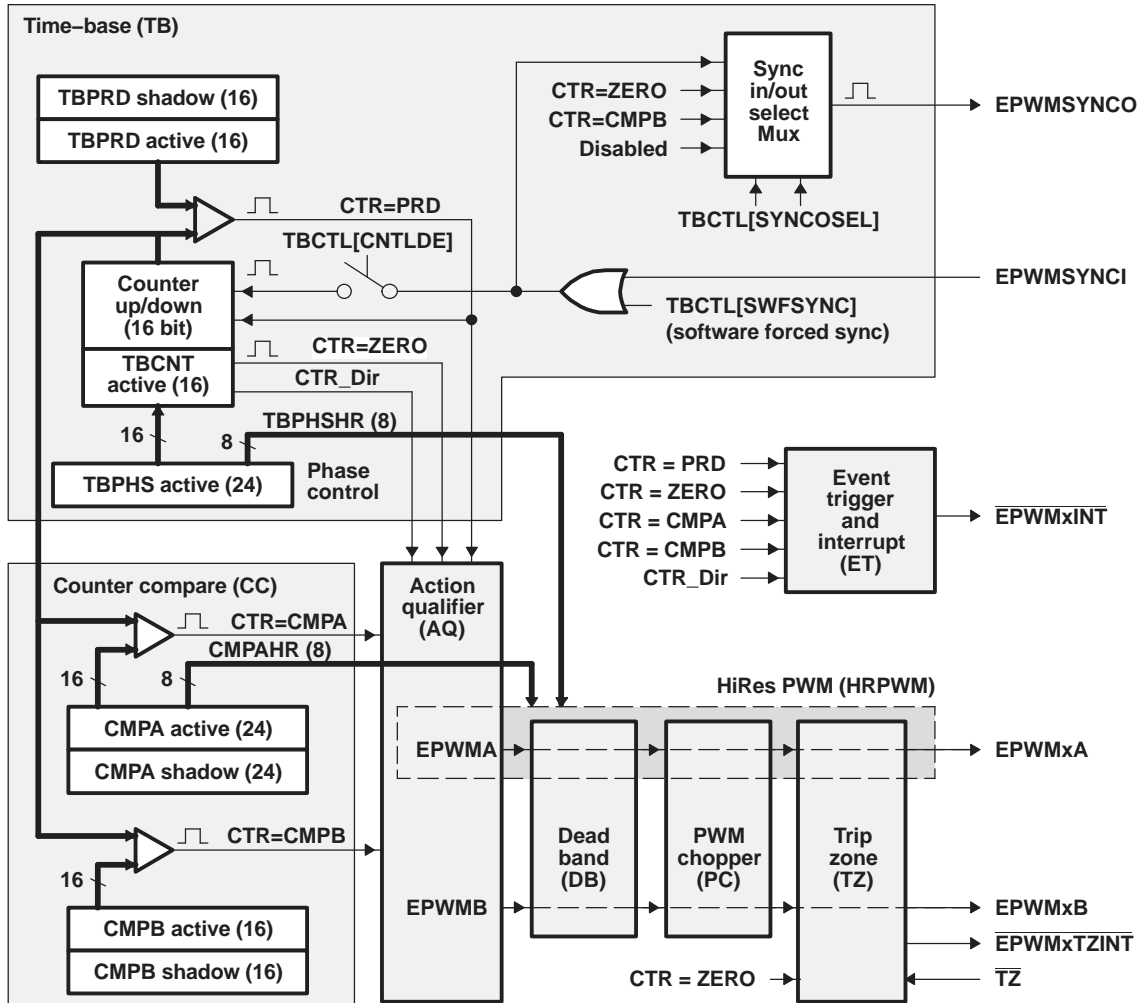 Time–base (TB)
TBPRD shadow (16)
TBPRD active (16)
CTR=PRD
TBCTL[CNTLDE]
Counter
up/down
(16 bit)
TBCNT
active (16)
CTR=ZERO
CTR_Dir
16
8
TBPHSHR (8)
TBPHS active (24)
Phase
control
CTR=ZERO
CTR=CMPB
Disabled
Sync
in/out
select
Mux
TBCTL[SYNCOSEL]
EPWMSYNCO
EPWMSYNCI
TBCTL[SWFSYNC]
(software forced sync)
CTR = PRD
CTR = ZERO
CTR = CMPA
CTR = CMPB
CTR_Dir
Event
trigger
and
interrupt
(ET)
EPWMxINT
Counter compare (CC)
CTR=CMPA
16
8
CMPAHR (8)
CMPA active (24)
CMPA shadow (24)
CTR=CMPB
16
CMPB active (16)
CMPB shadow (16)
Action
qualifier
(AQ)
EPWMA
EPWMB
HiRes PWM (HRPWM)
Dead
band
(DB)
PWM
chopper
(PC)
Trip
zone
(TZ)
EPWMxA
EPWMxB
EPWMxTZINT
CTR = ZERO
TZ